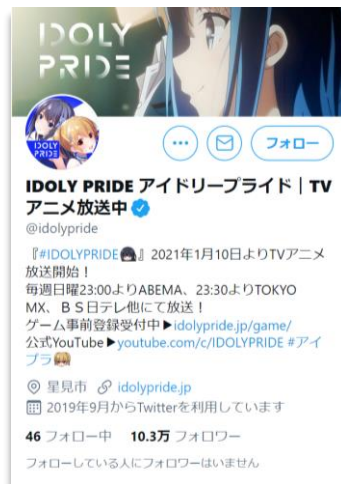 IDOLY
PRIDE
IDOLY
PRIDE
フォロー
IDOLY PRIDE アイドリープライド｜TV
アニメ放送中
@idolypride
『#IDOLYPRIDE』2021年1月10日よりTVアニメ
放送開始！
毎週日曜23:00よりABEMA、23:30よりTOKYO
MX、ＢＳ日テレ他にて放送！
ゲーム事前登録受付中▶idolypride.jp/game/
公式YouTube▶youtube.com/c/IDOLYPRIDE #アイ
プラ
星見市 idolypride.jp
2019年9月からTwitterを利用しています
46 フォロー中 10.3万 フォロワー
フォローしている人にフォロワーはいません